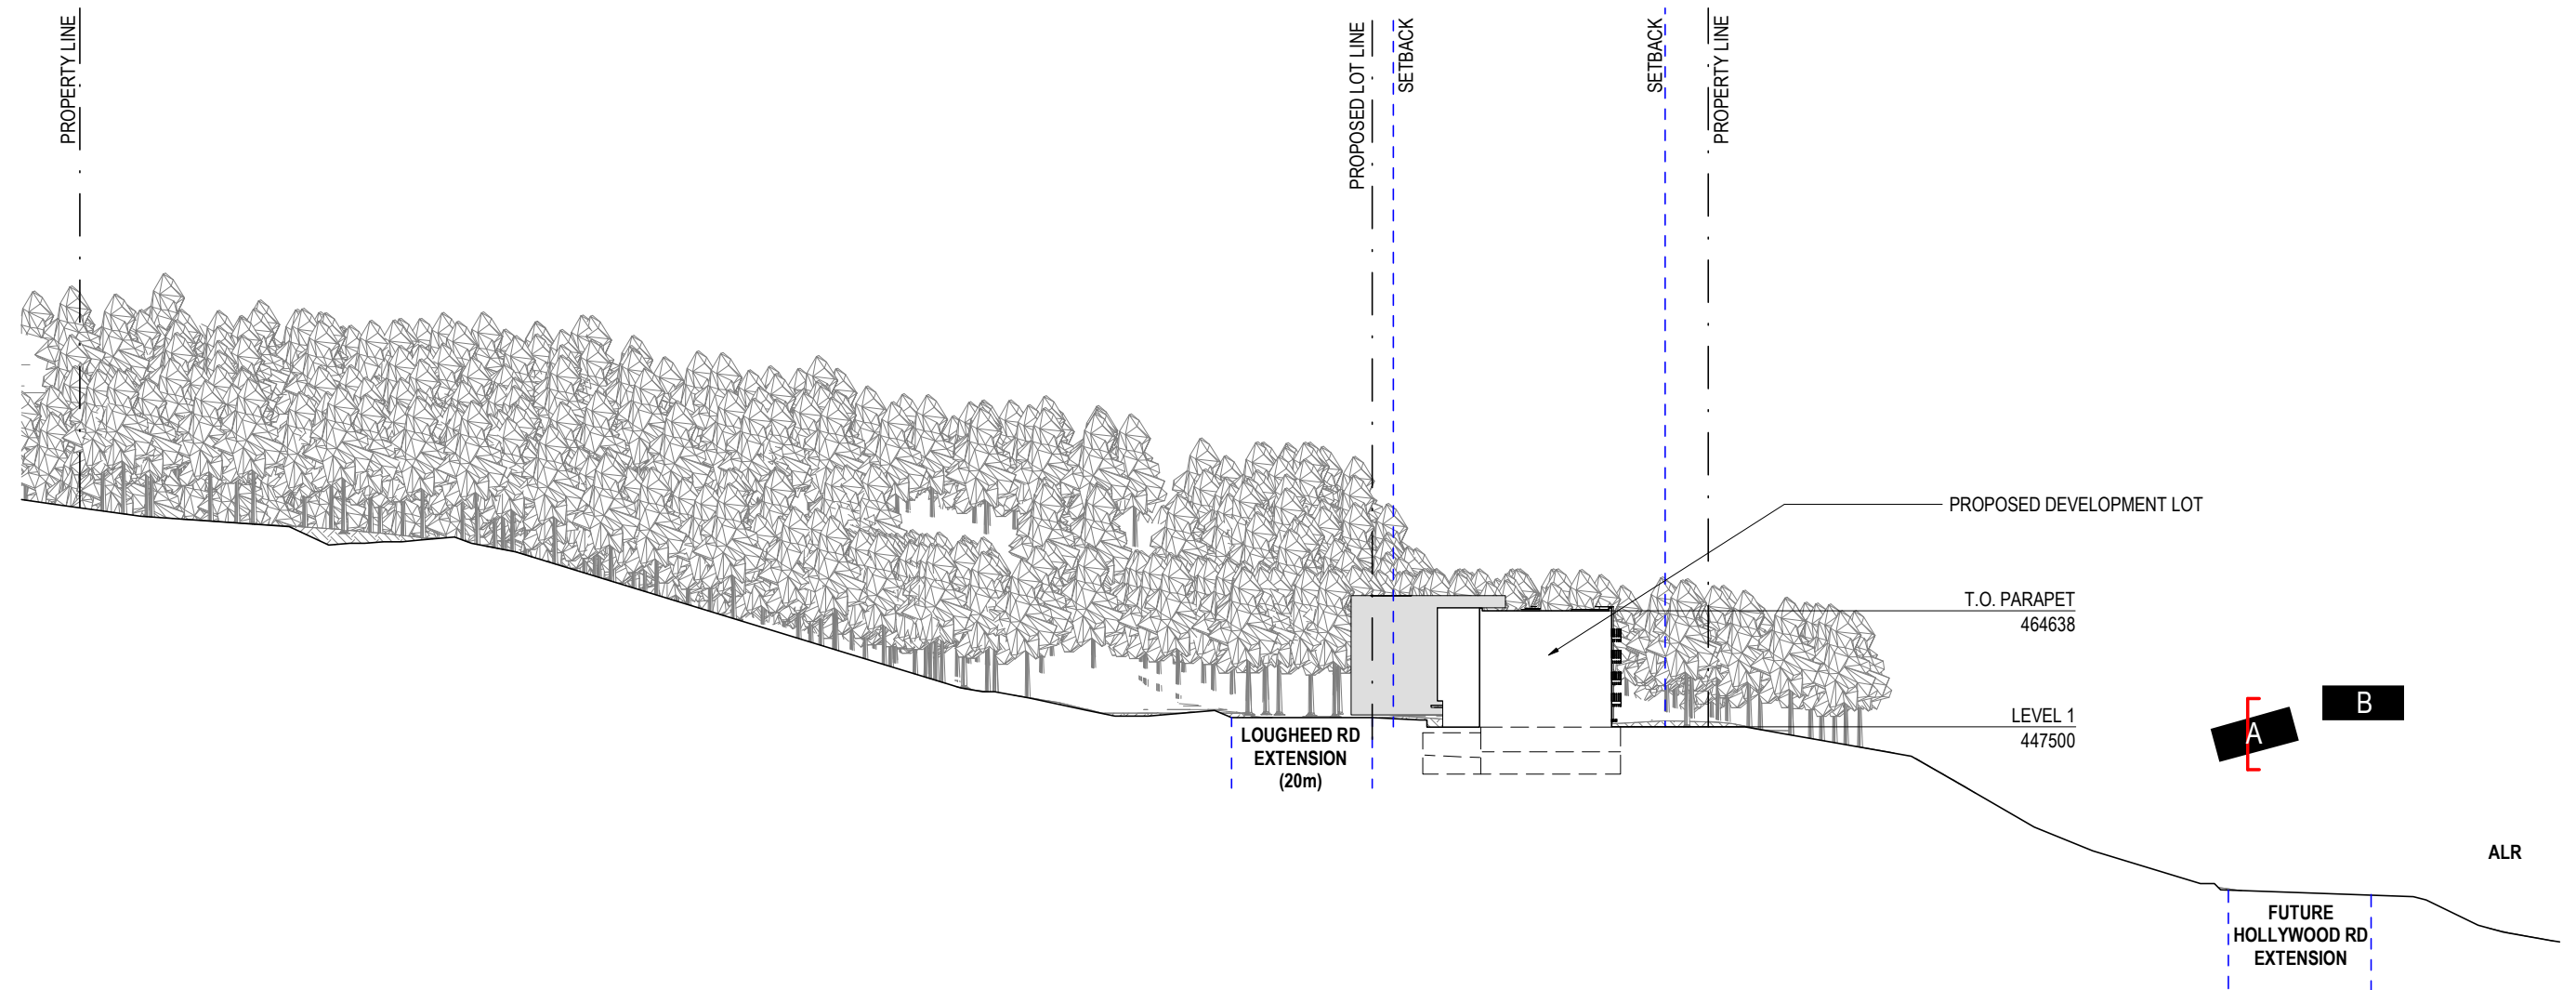 PROPERTY LINE
PROPOSED LOT LINE
SETBACK
SETBACK
PROPERTY LINE
PROPOSED DEVELOPMENT LOT
T.O. PARAPET
464638
LEVEL 1
447500
A
B
LOUGHEED RD
EXTENSION
(20m)
ALR
FUTURE
HOLLYWOOD RD
EXTENSION